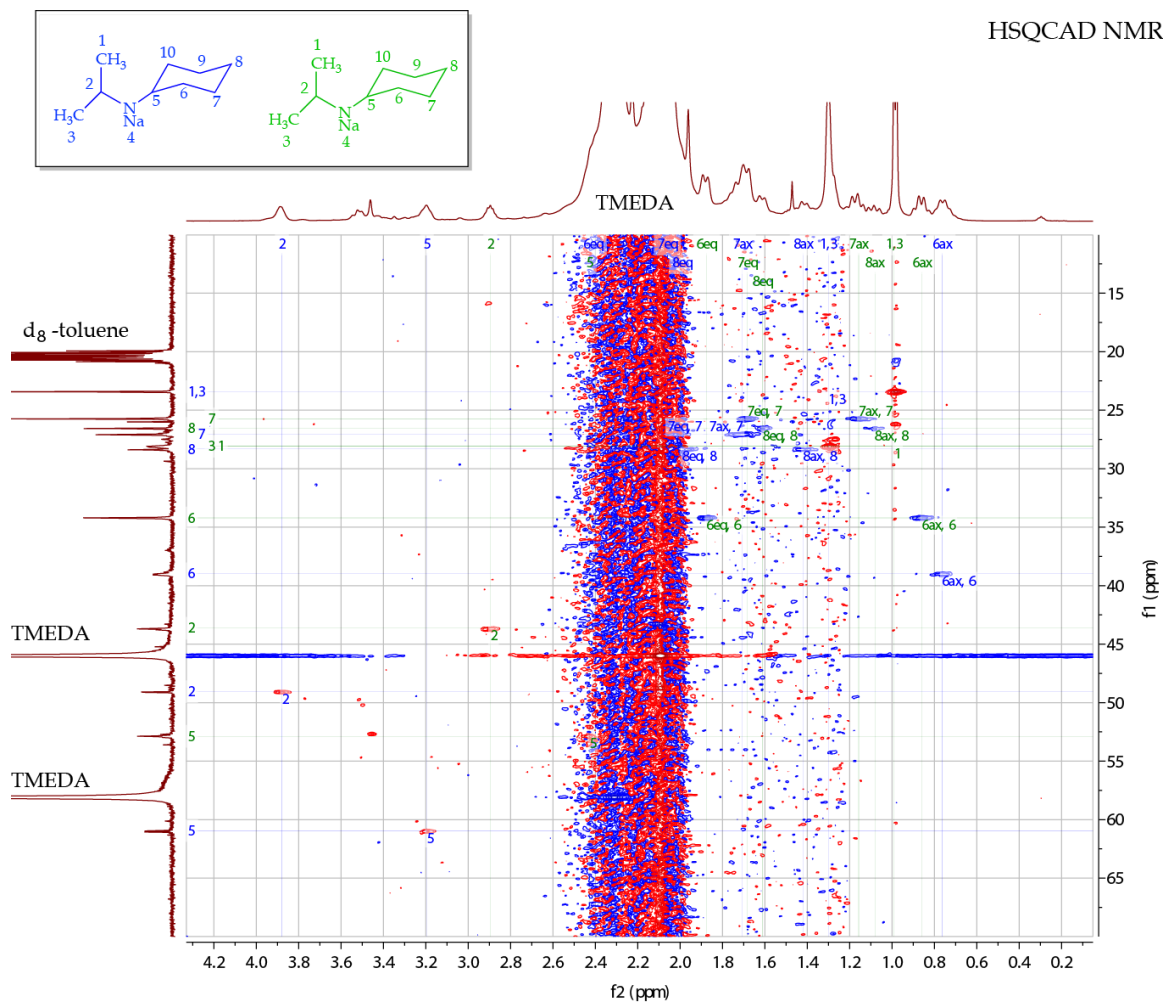 HSQCAD NMR
1 CH3 10 9 8 2 5 6 7 N H3C Na 3 4
1 CH3 10 9 8 2 5 6 7 N H3C Na 3 4
TMEDA
2 5 2 6eq 7eq 6eq 7ax 8ax 1,3 7ax 1,3 6ax
5 8eq 7eq 8ax 6ax
8eq
15
d8 -toluene
20
1,3 1,3
25
7 7eq, 7 7ax, 7
8 7 7eq, 7 7ax, 7 8eq, 8 8ax, 8
3 1 8 8eq, 8 8ax, 8 1
30
6 6eq, 6 6ax, 6
35
6 6ax, 6
40
2 2
TMEDA
45
2 2
50
5 5
55
TMEDA
60
5 5
65
f1 (ppm)
4.2 4.0 3.8 3.6 3.4 3.2 3.0 2.8 2.6 2.4 2.2 2.0 1.8 1.6 1.4 1.2 1.0 0.8 0.6 0.4 0.2
f2 (ppm)